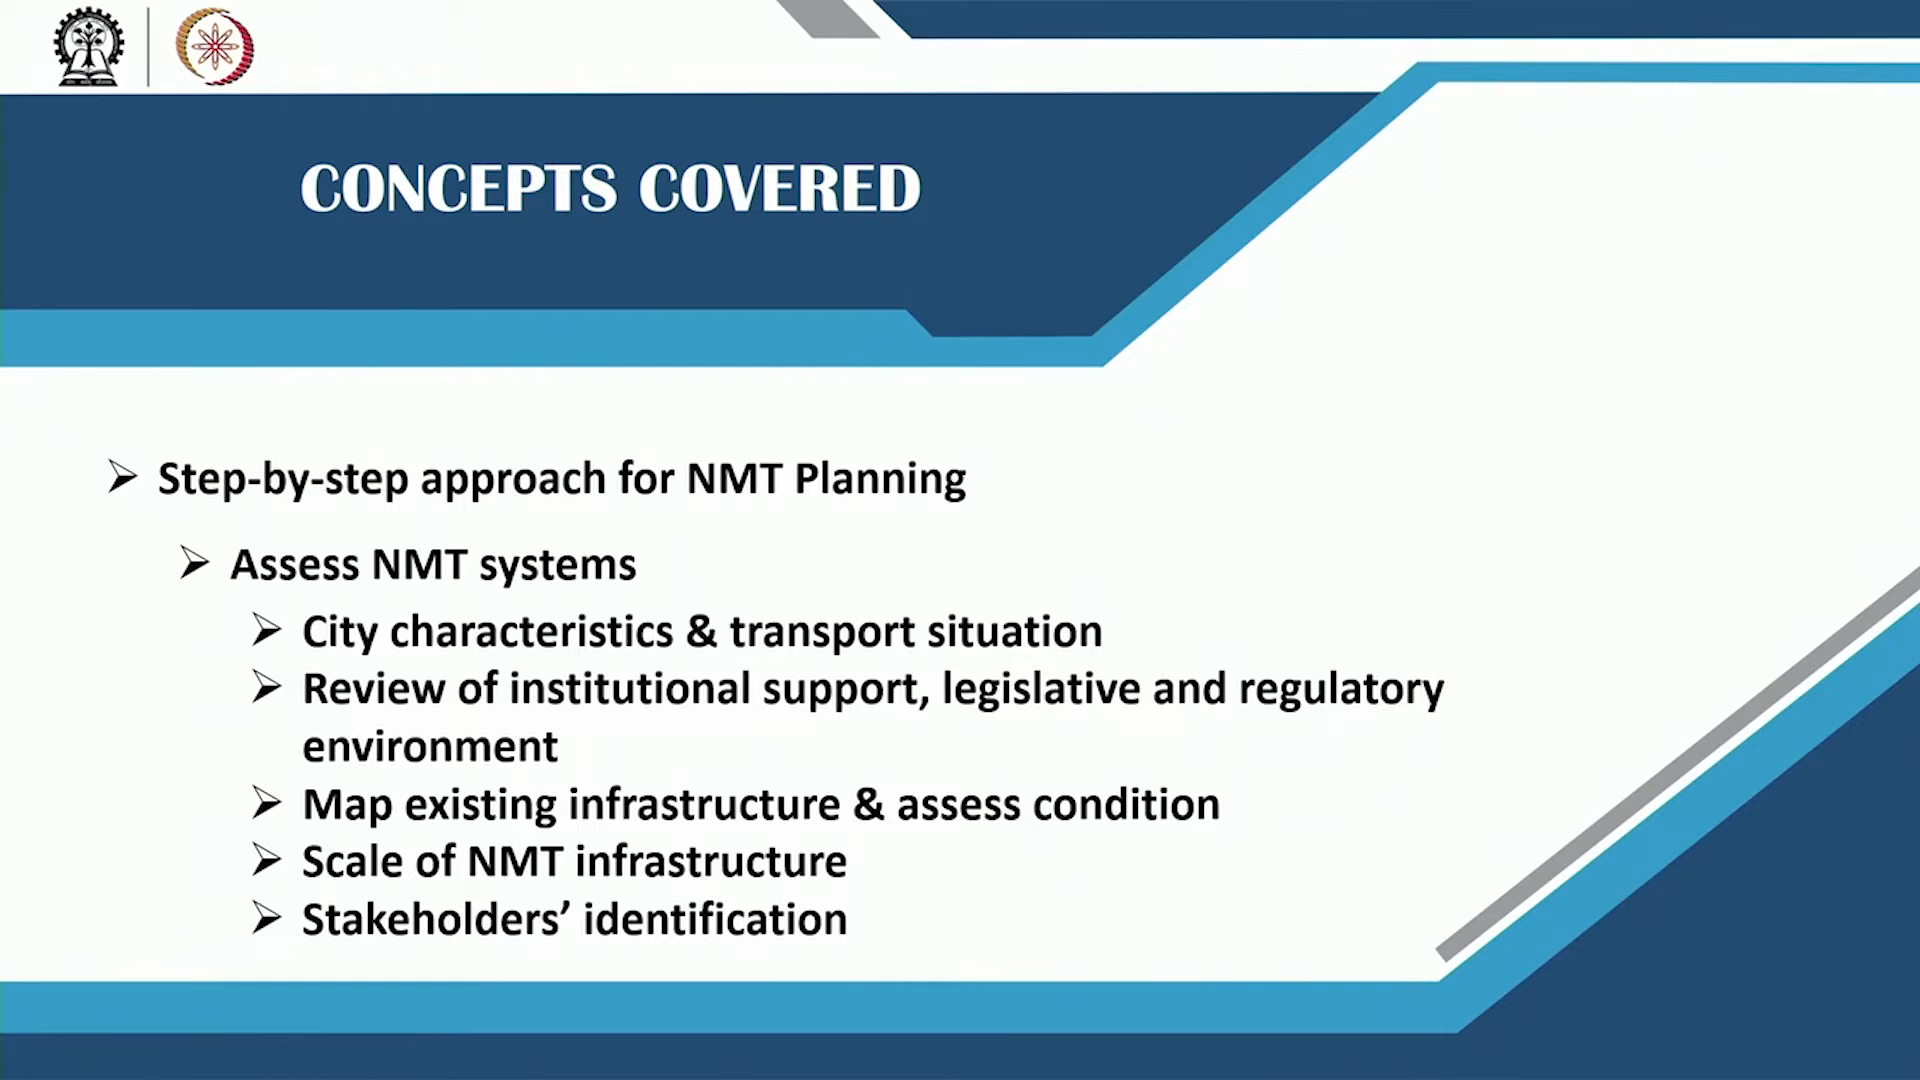 CONCEPTS COVERED
Step-by-step approach for NMT Planning
Assess NMT systems
City characteristics & transport situation
Review of institutional support, legislative and regulatory
environment
Map existing infrastructure & assess condition
Scale of NMT infrastructure
Stakeholders’ identification